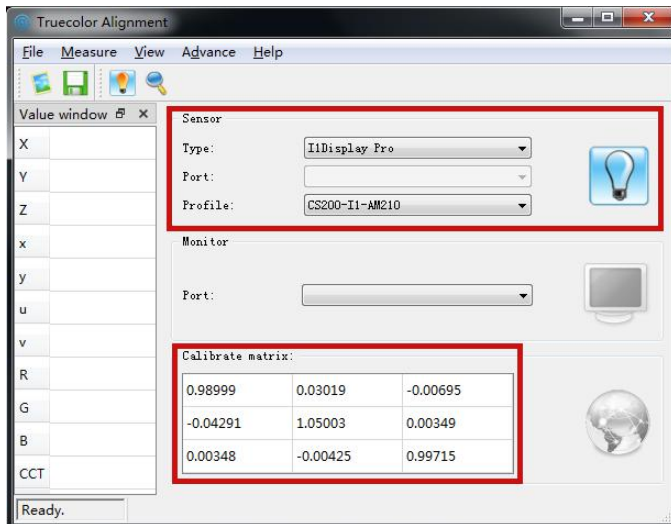 Truecolor Alignment
File Measure View Advance Help
Value window
X
Y
Z
x
y
u
v
R
G
B
CCT
Sensor
Type: I1Display Pro
Port:
Profile: CS200-I1-AM210
Monitor
Port:
Calibrate matrix:
0.98999 0.03019 -0.00695
-0.04291 1.05003 0.00349
0.00348 -0.00425 0.99715
Ready.